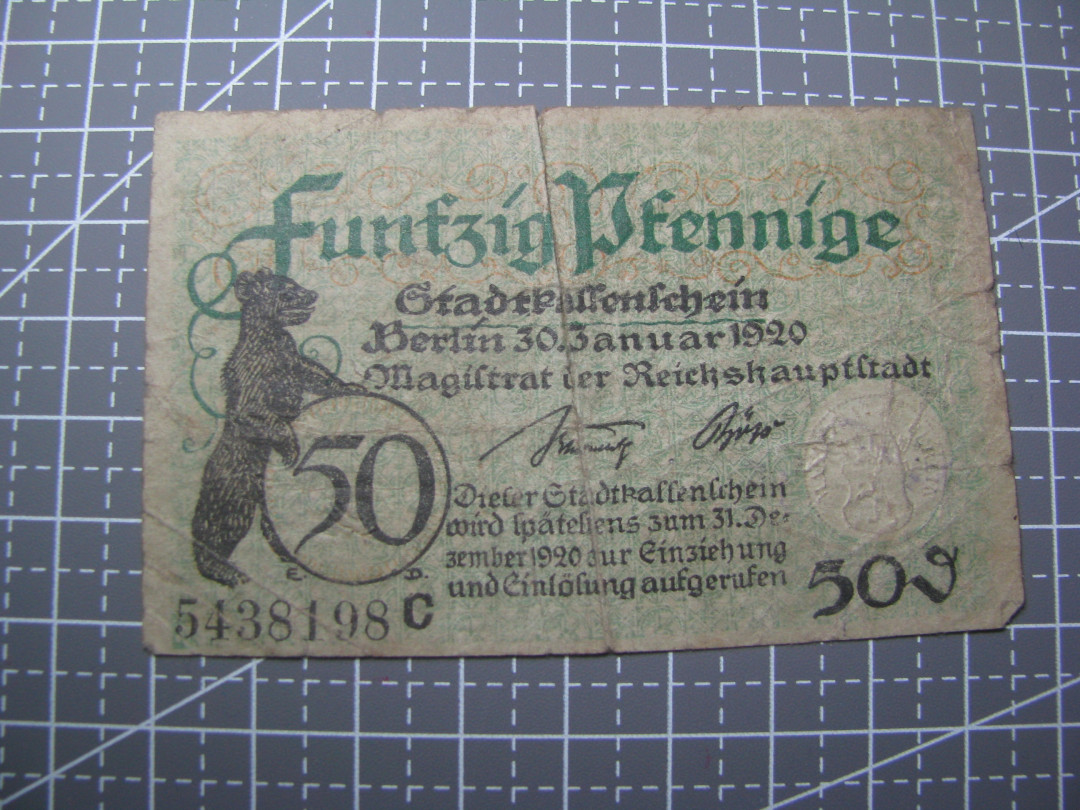 Funfzig Pfennige
Stadtkassenschein
Berlin 30. Januar 1920
Magistrat der Reichshauptstadt
50
Dieser Stadtkassenschein
wird spätestens zum 31. De-
zember 1920 zur Einziehung
und Einlösung aufgerufen
E. D.
5438198 C
50 ₰